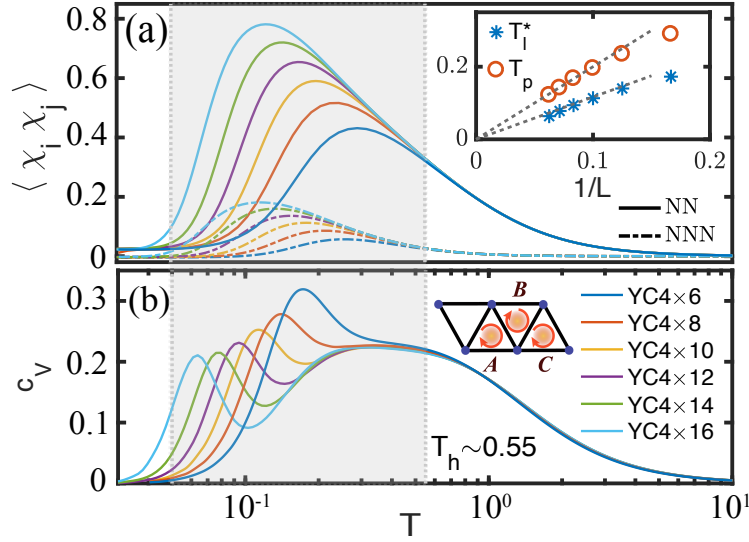 (a)
⟨ χi χj ⟩
0.8
0.6
0.4
0.2
0
T*l
Tp
0.2
0
0
0.1
0.2
1/L
NN
NNN
(b)
cV
0.3
0.2
0.1
0
B
A
C
YC4×6
YC4×8
YC4×10
YC4×12
YC4×14
YC4×16
Th~0.55
10-1
100
101
T